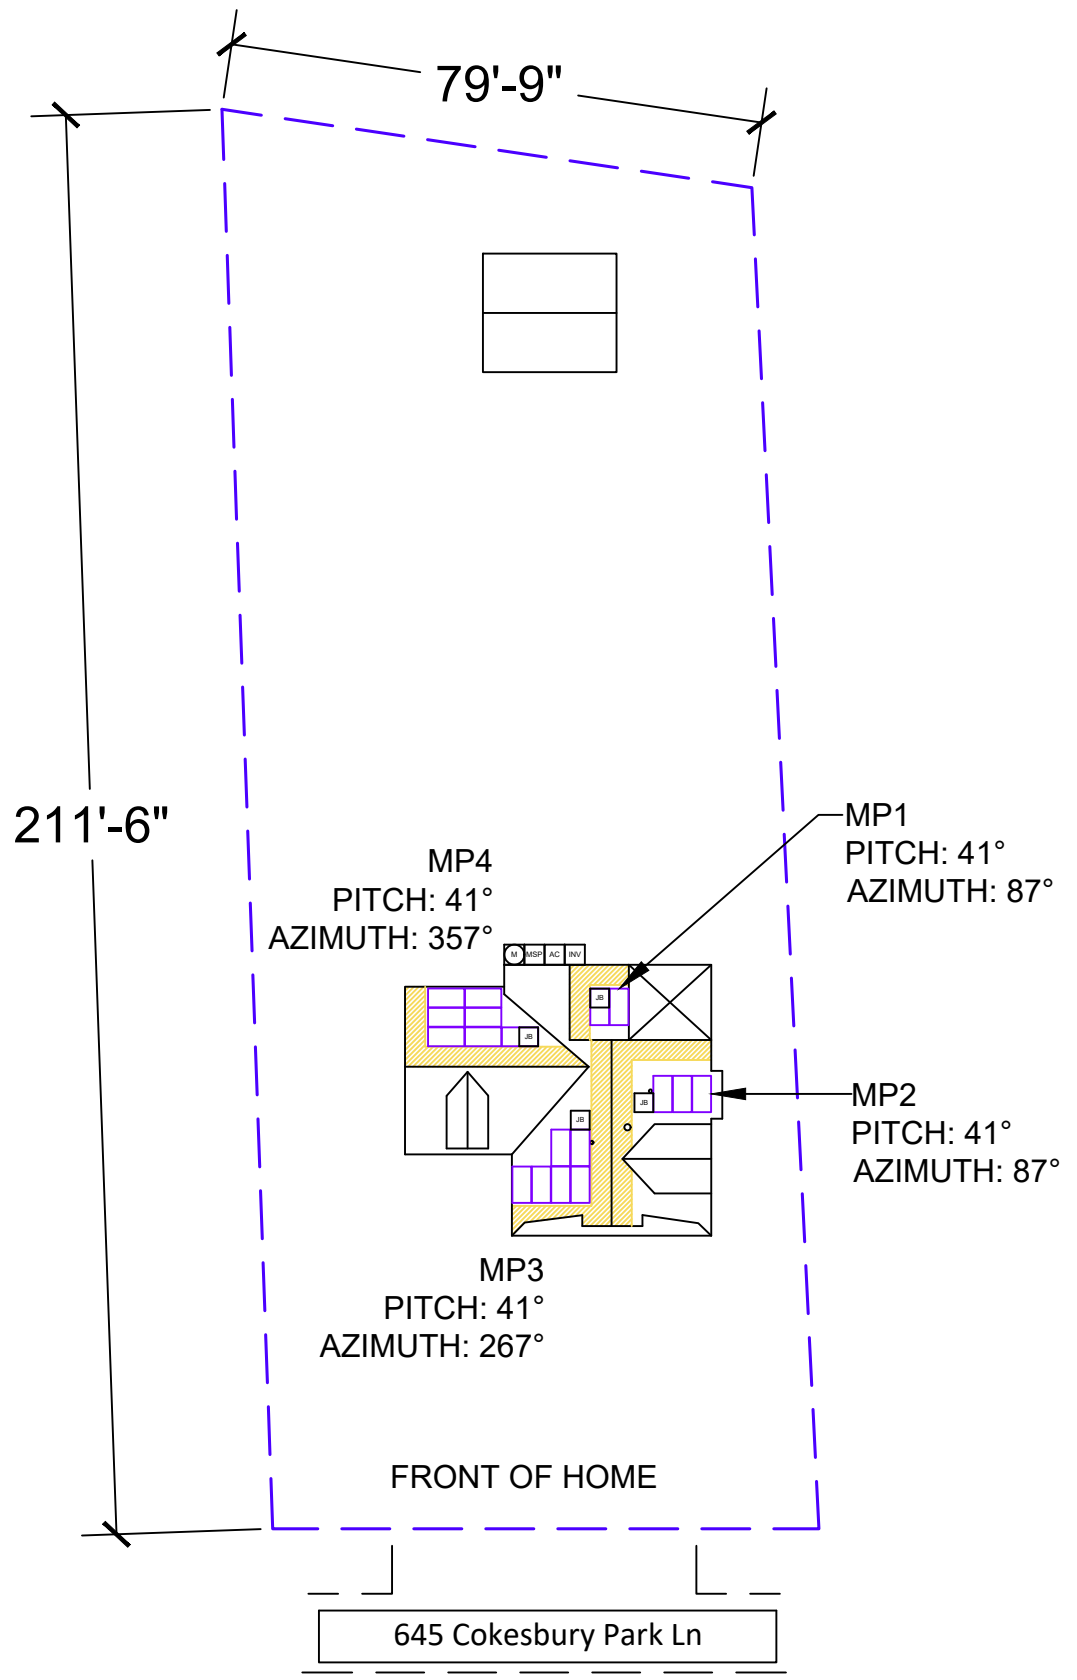 79'-9"
211'-6"
MP1
PITCH: 41°
AZIMUTH: 87°
MP4
PITCH: 41°
AZIMUTH: 357°
M MSP AC INV
JB
JB
MP2
PITCH: 41°
AZIMUTH: 87°
JB
JB
MP3
PITCH: 41°
AZIMUTH: 267°
FRONT OF HOME
645 Cokesbury Park Ln